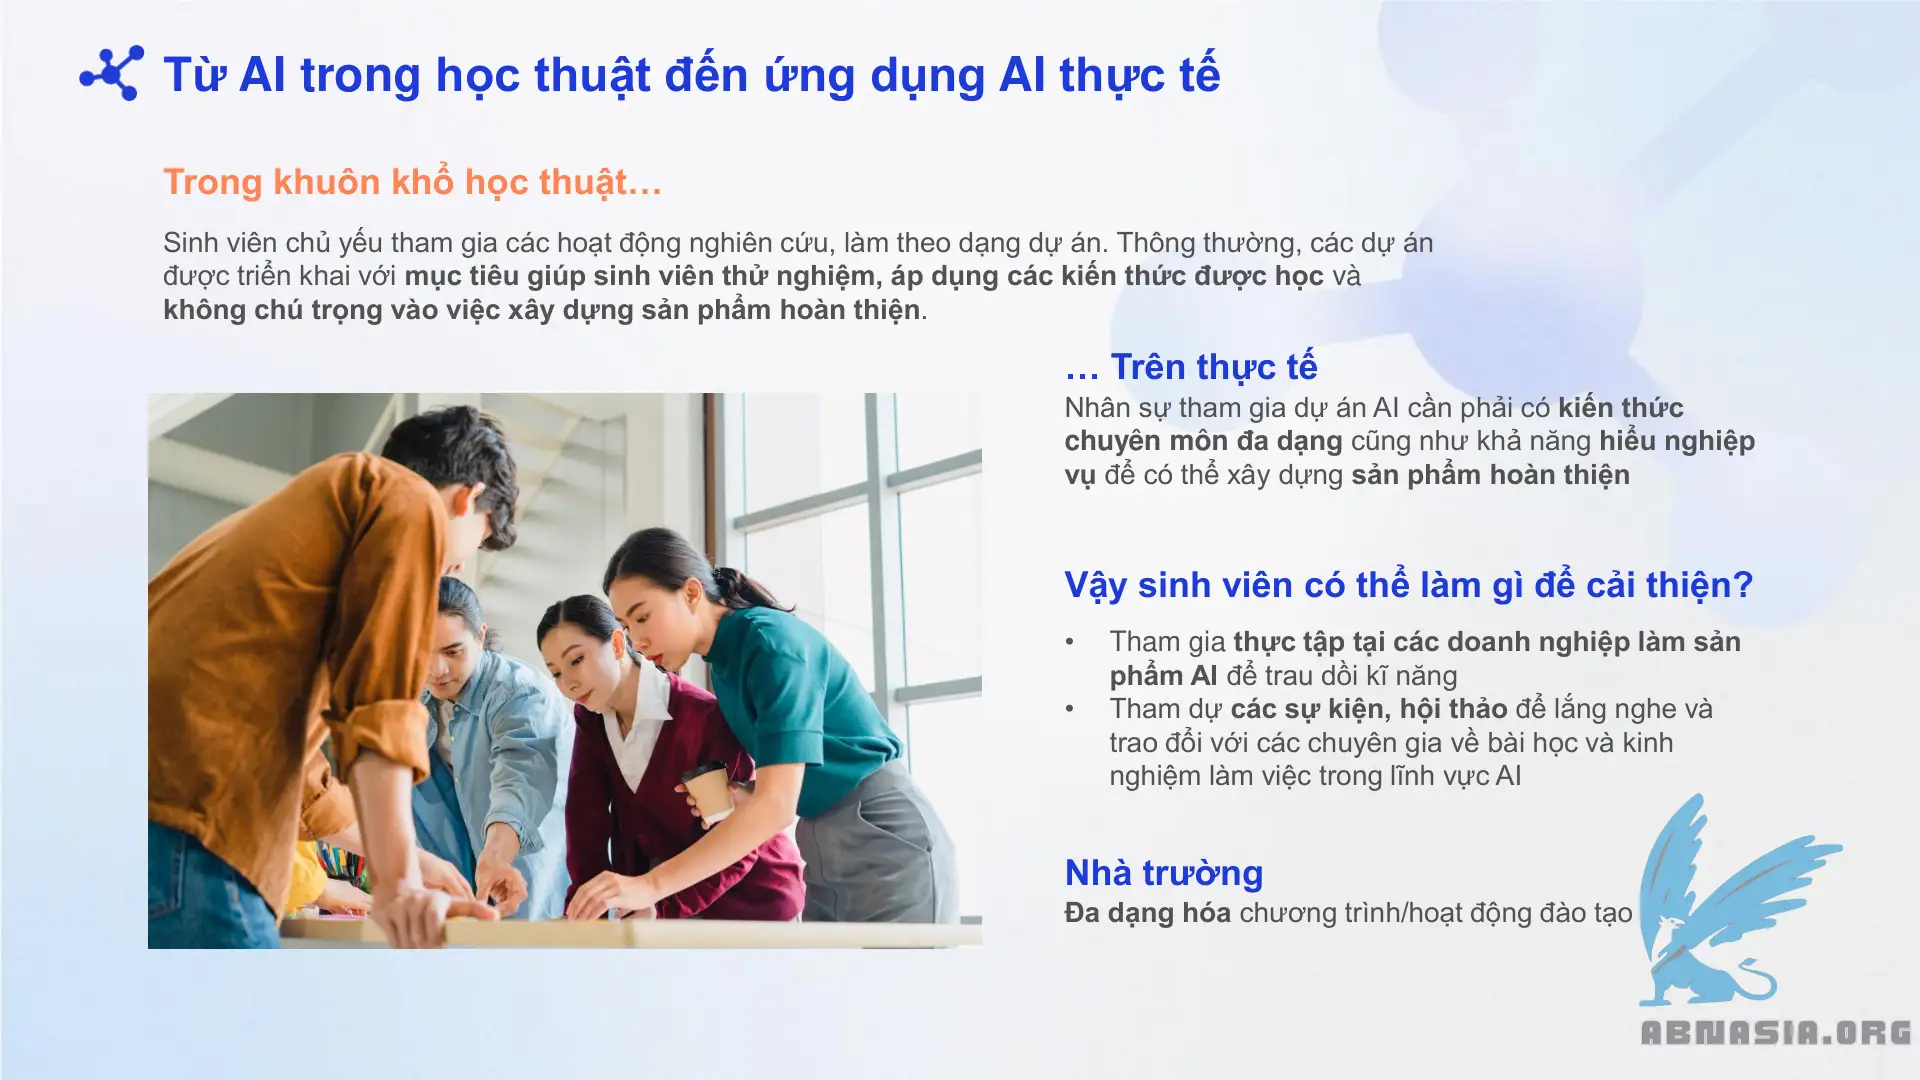 Từ AI trong học thuật đến ứng dụng AI thực tế
Trong khuôn khổ học thuật…
Sinh viên chủ yếu tham gia các hoạt động nghiên cứu, làm theo dạng dự án. Thông thường, các dự án
được triển khai với mục tiêu giúp sinh viên thử nghiệm, áp dụng các kiến thức được học và
không chú trọng vào việc xây dựng sản phẩm hoàn thiện.
… Trên thực tế
Nhân sự tham gia dự án AI cần phải có kiến thức
chuyên môn đa dạng cũng như khả năng hiểu nghiệp
vụ để có thể xây dựng sản phẩm hoàn thiện
Vậy sinh viên có thể làm gì để cải thiện?
• Tham gia thực tập tại các doanh nghiệp làm sản
phẩm AI để trau dồi kĩ năng
• Tham dự các sự kiện, hội thảo để lắng nghe và
trao đổi với các chuyên gia về bài học và kinh
nghiệm làm việc trong lĩnh vực AI
Nhà trường
Đa dạng hóa chương trình/hoạt động đào tạo
ABNASIA.ORG